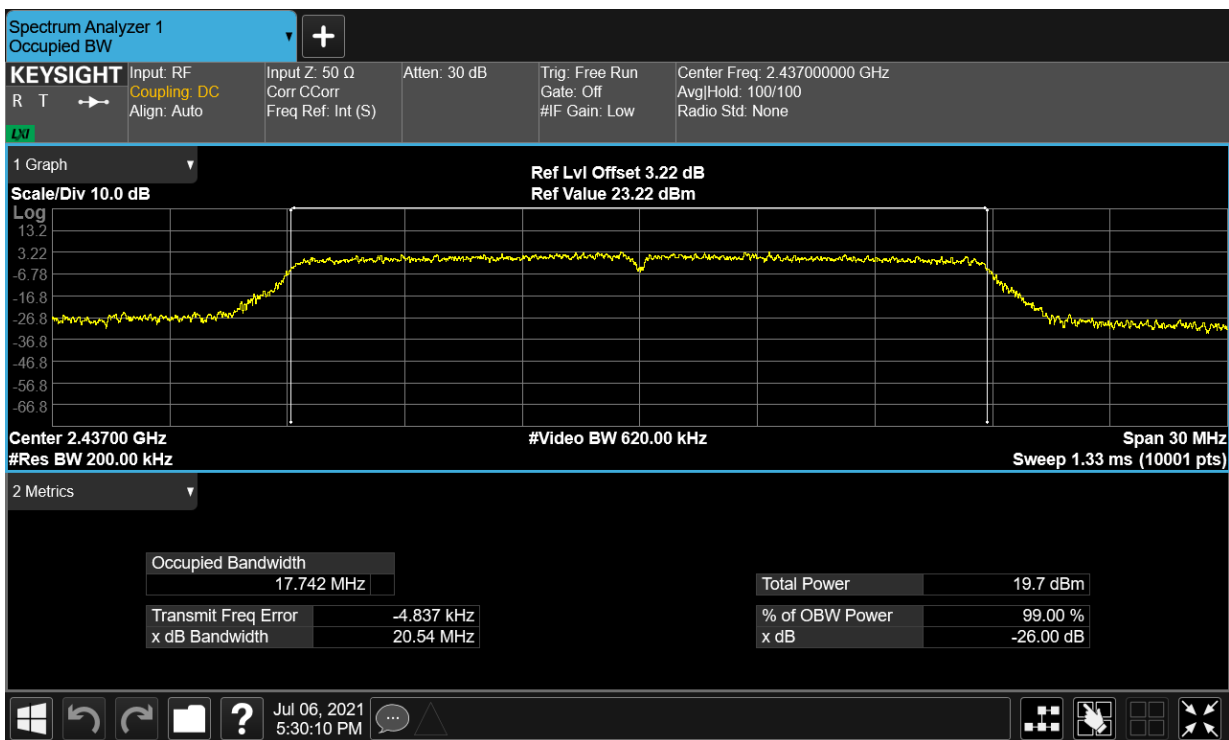 Spectrum Analyzer 1
Occupied BW
+
KEYSIGHT
R T
LXI
Input: RF
Coupling: DC
Align: Auto
Input Z: 50 Ω
Corr CCorr
Freq Ref: Int (S)
Atten: 30 dB
Trig: Free Run
Gate: Off
#IF Gain: Low
Center Freq: 2.437000000 GHz
Avg|Hold: 100/100
Radio Std: None
1 Graph
Scale/Div 10.0 dB
Ref Lvl Offset 3.22 dB
Ref Value 23.22 dBm
Log
13.2
3.22
-6.78
-16.8
-26.8
-36.8
-46.8
-56.8
-66.8
Center 2.43700 GHz
#Res BW 200.00 kHz
#Video BW 620.00 kHz
Span 30 MHz
Sweep 1.33 ms (10001 pts)
2 Metrics
Occupied Bandwidth
17.742 MHz
Transmit Freq Error -4.837 kHz
x dB Bandwidth 20.54 MHz
Total Power 19.7 dBm
% of OBW Power 99.00 %
x dB -26.00 dB
?
Jul 06, 2021
5:30:10 PM